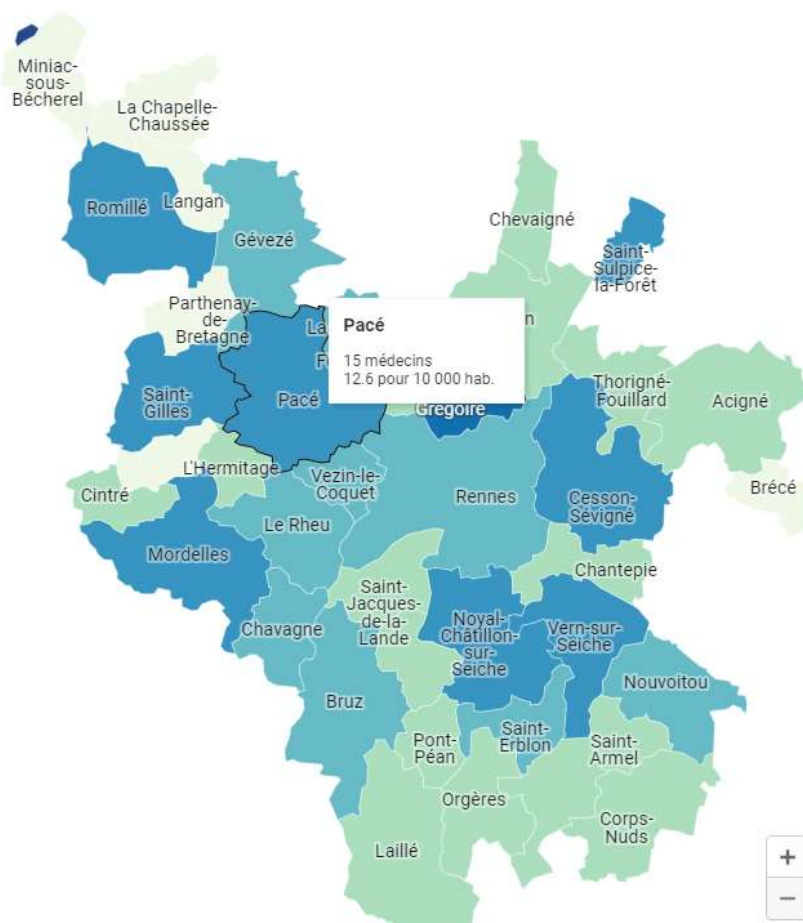 Miniac-
sous-
Bécherel
La Chapelle-
Chaussée
Romillé
Langan
Gévezé
Chevaigné
Saint-
Sulpice-
la-Forêt
Parthenay-
de-
Bretagne
La
Pacé
15 médecins
12.6 pour 10 000 hab.
n
F
Grégoire
Saint-
Gilles
Pacé
Thorigné-
Fouillard
Acigné
L'Hermitage
Vezin-le-
Coquet
Cintré
Rennes
Cesson-
Sévigné
Brécé
Le Rheu
Mordelles
Chantepie
Saint-
Jacques-
de-la-
Lande
Chavagne
Noyal-
Châtillon-
sur-
Seiche
Vern-sur-
Seiche
Nouvoitou
Bruz
Saint-
Erblon
Pont-
Péan
Saint-
Armel
Orgères
Corps-
Nuds
Laillé
+
−